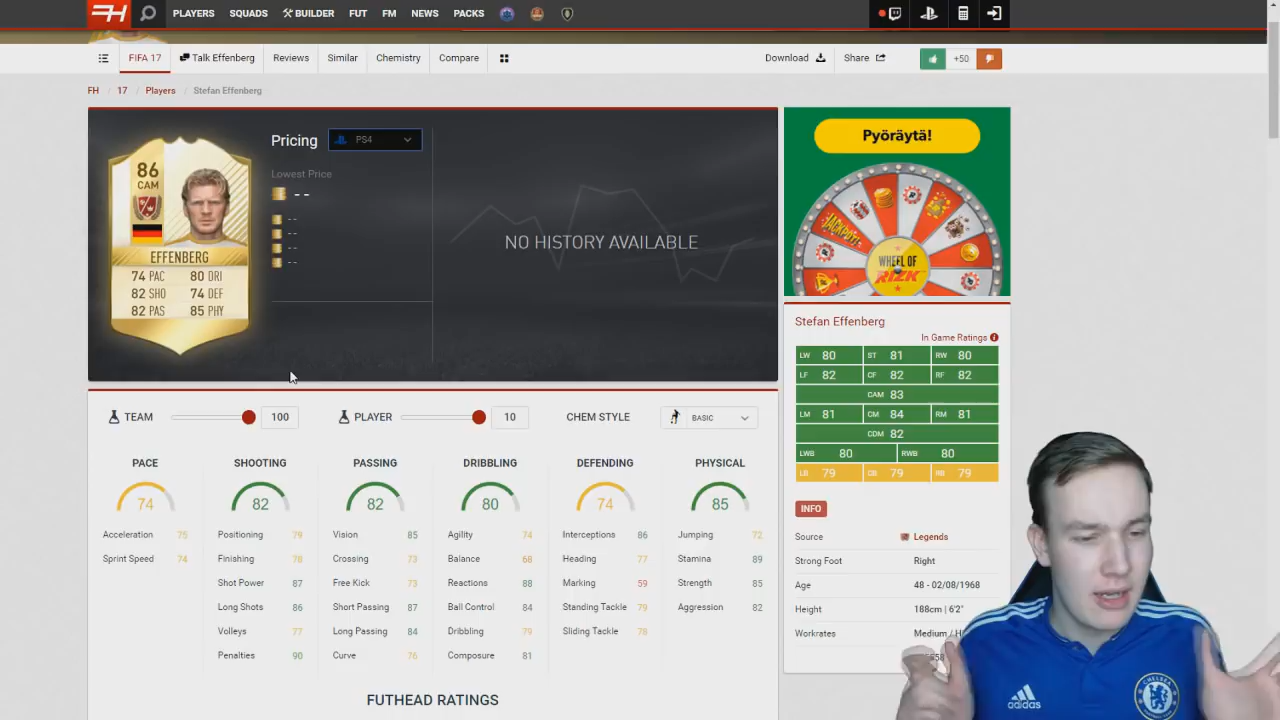 FH PLAYERS SQUADS BUILDER FUT FM NEWS PACKS
FIFA 17 Talk Effenberg Reviews Similar Chemistry Compare Download Share +50
FH / 17 / Players / Stefan Effenberg
86
CAM
EFFENBERG
74 PAC 80 DRI
82 SHO 74 DEF
82 PAS 85 PHY
Pricing PS4
Lowest Price
- -
- -
- -
- -
- -
NO HISTORY AVAILABLE
Pyöräytä!
JACKPOT!
WHEEL OF
RIZK
Stefan Effenberg
In Game Ratings
LW 80 ST 81 RW 80
LF 82 CF 82 RF 82
CAM 83
LM 81 CM 84 RM 81
CDM 82
LWB 80 RWB 80
LB 79 CB 79 RB 79
INFO
Source Legends
Strong Foot Right
Age 48 - 02/08/1968
Height 188cm | 6'2"
Workrates Medium / H
TEAM 100 PLAYER 10 CHEM STYLE BASIC
PACE SHOOTING PASSING DRIBBLING DEFENDING PHYSICAL
74 82 82 80 74 85
Acceleration 75 Positioning 79 Vision 85 Agility 74 Interceptions 86 Jumping 72
Sprint Speed 74 Finishing 78 Crossing 73 Balance 68 Heading 77 Stamina 89
Shot Power 87 Free Kick 73 Reactions 88 Marking 59 Strength 85
Long Shots 86 Short Passing 87 Ball Control 84 Standing Tackle 79 Aggression 82
Volleys 77 Long Passing 84 Dribbling 79 Sliding Tackle 78
Penalties 90 Curve 76 Composure 81
FUTHEAD RATINGS
adidas